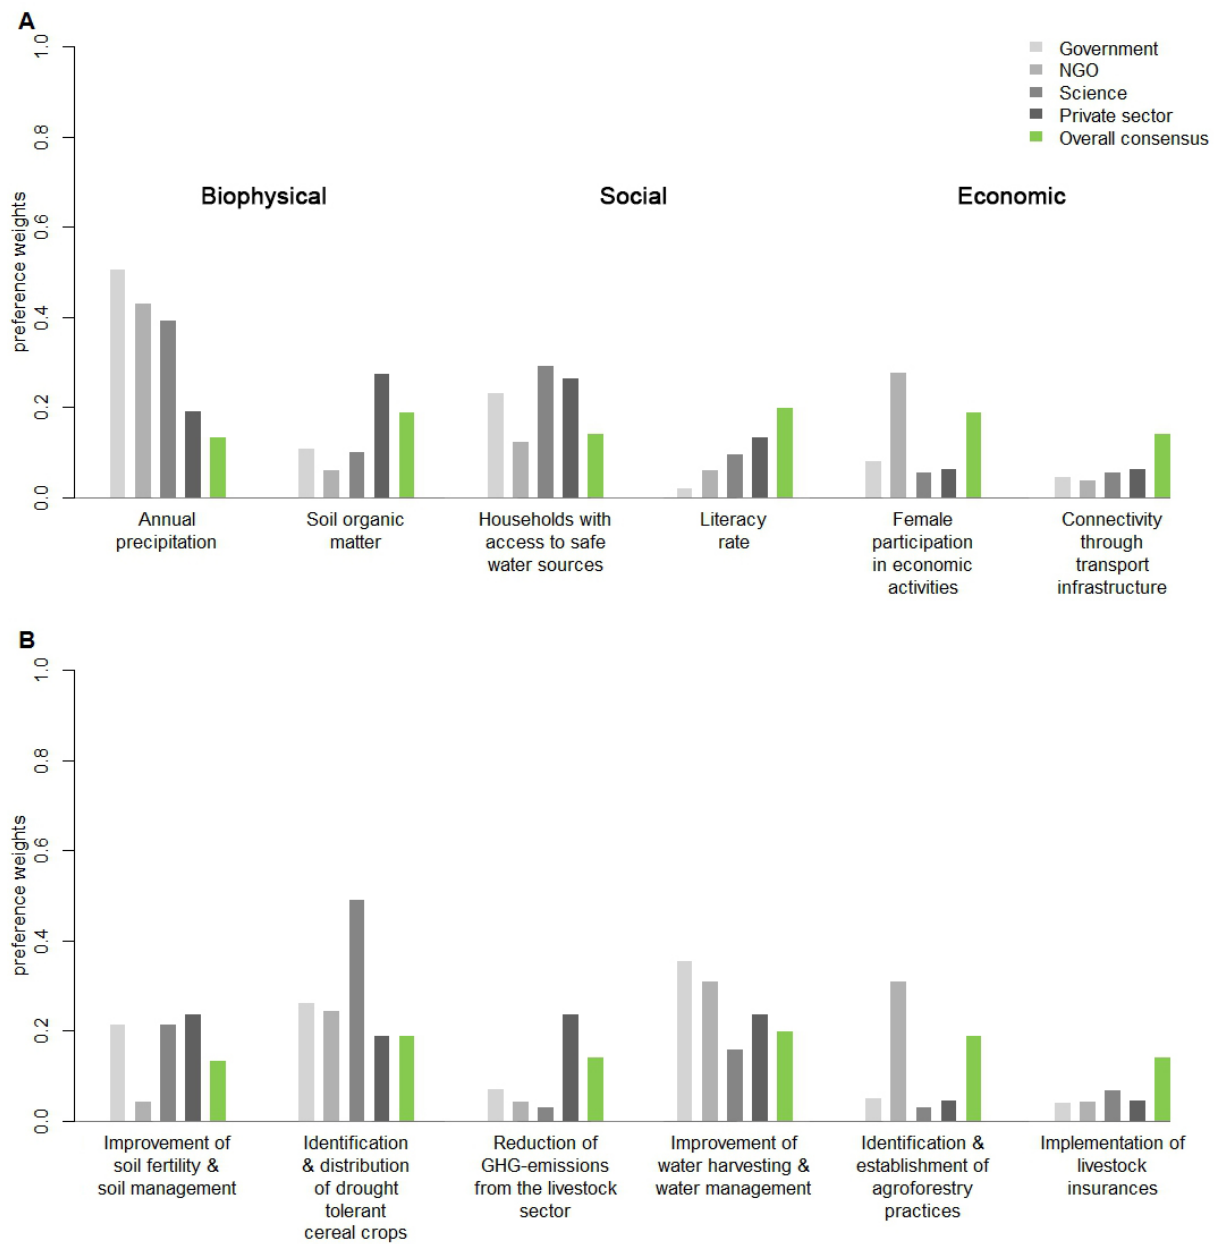 A
1.0
0.8
0.6
0.4
0.2
0.0
preference weights
Government
NGO
Science
Private sector
Overall consensus
Biophysical
Social
Economic
Annual
precipitation
Soil organic
matter
Households with
access to safe
water sources
Literacy
rate
Female
participation
in economic
activities
Connectivity
through
transport
infrastructure
B
1.0
0.8
0.6
0.4
0.2
0.0
preference weights
Improvement of
soil fertility &
soil management
Identification
& distribution
of drought
tolerant
cereal crops
Reduction of
GHG-emissions
from the livestock
sector
Improvement of
water harvesting &
water management
Identification &
establishment of
agroforestry
practices
Implementation of
livestock
insurances